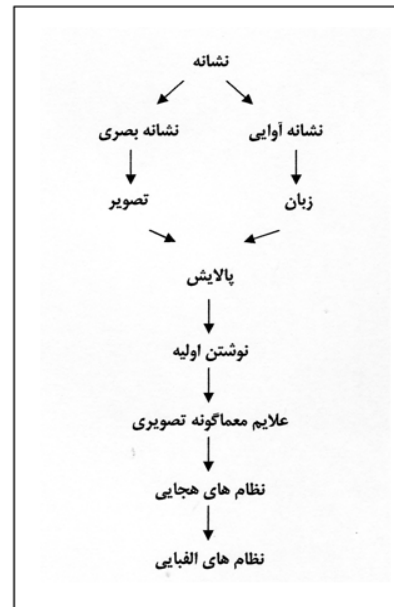 نشانه
نشانه آوایی
نشانه بصری
زبان
تصویر
پالایش
نوشتن اولیه
علایم معماگونه تصویری
نظام های هجایی
نظام های الفبایی